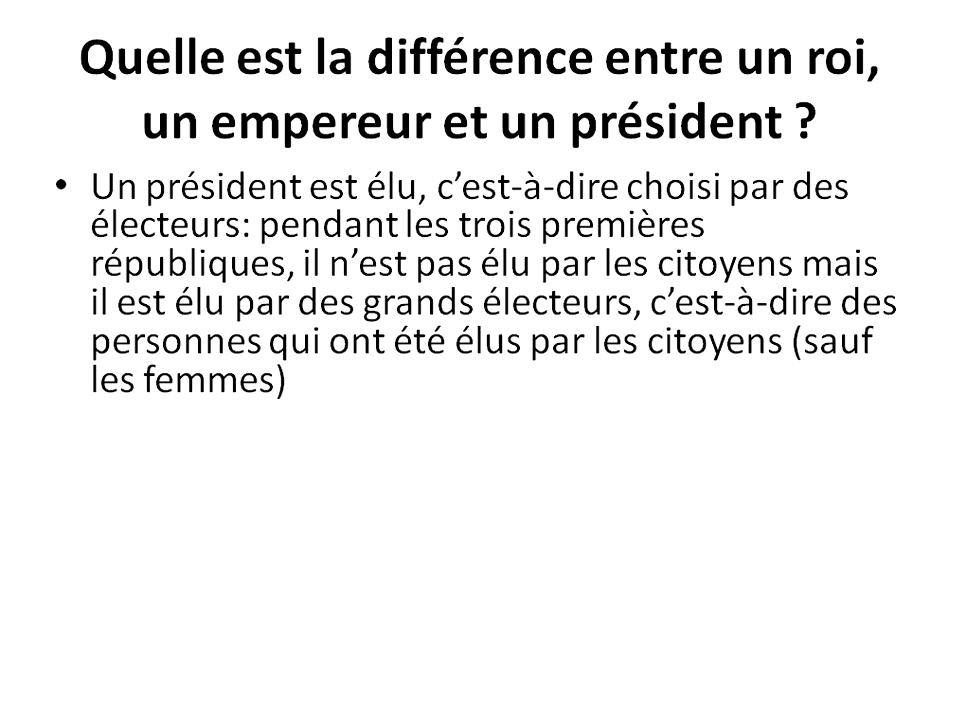 Quelle est la différence entre un roi,
un empereur et un président ?
• Un président est élu, c’est-à-dire choisi par des
électeurs: pendant les trois premières
républiques, il n’est pas élu par les citoyens mais
il est élu par des grands électeurs, c’est-à-dire des
personnes qui ont été élus par les citoyens (sauf
les femmes)